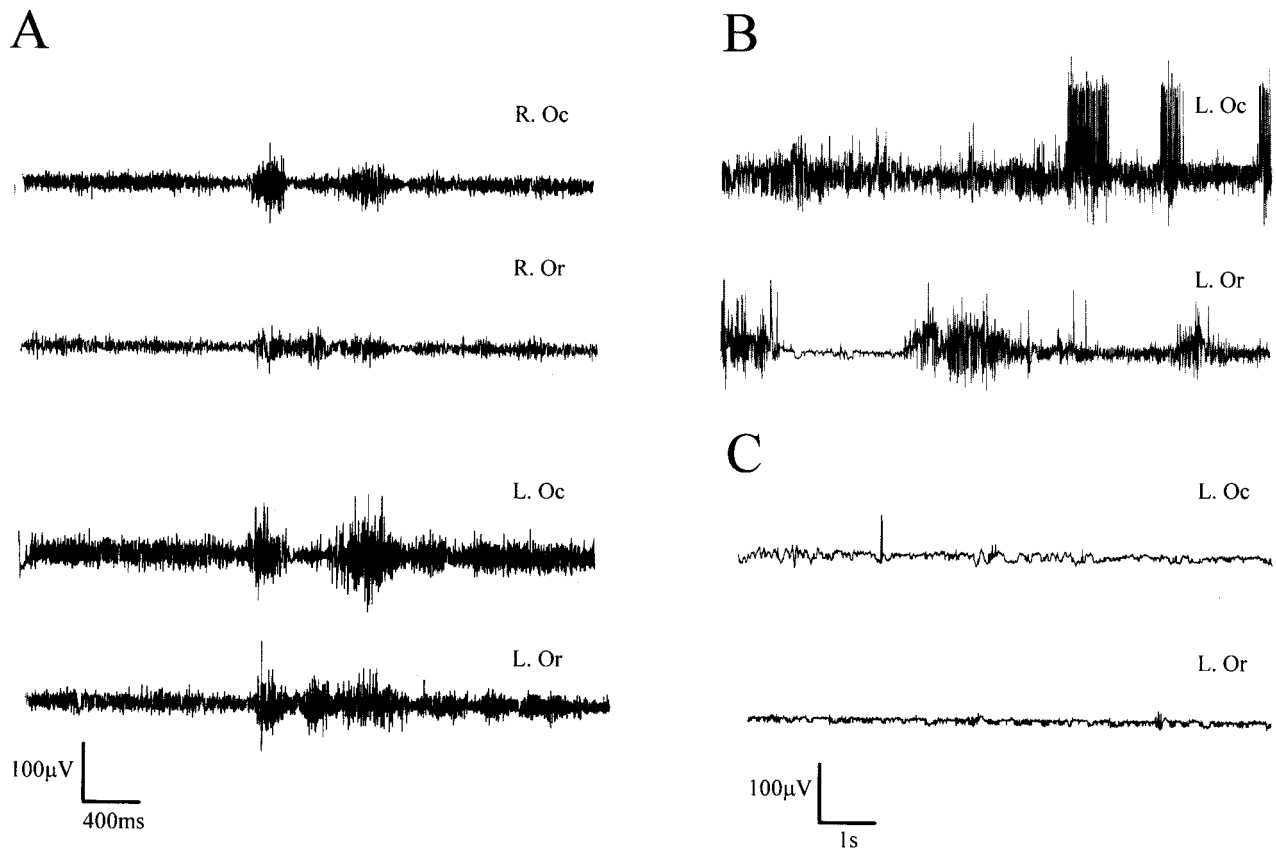 A
R. Oc
R. Or
L. Oc
L. Or
100μV
400ms
B
L. Oc
L. Or
C
L. Oc
L. Or
100μV
1s